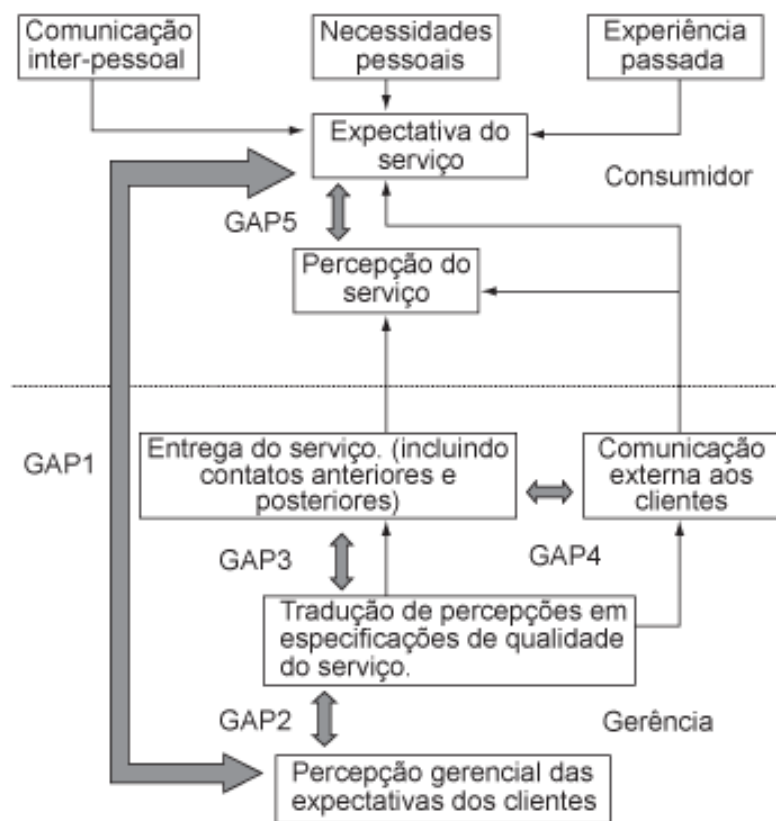 Comunicação
inter-pessoal
Necessidades
pessoais
Experiência
passada
Expectativa do
serviço
Consumidor
GAP5
Percepção do
serviço
GAP1
Entrega do serviço. (incluindo
contatos anteriores e
posteriores)
Comunicação
externa aos
clientes
GAP3
GAP4
Tradução de percepções em
especificações de qualidade
do serviço.
GAP2
Gerência
Percepção gerencial das
expectativas dos clientes